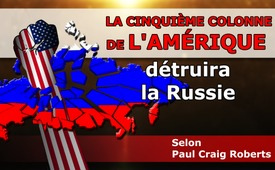 LA CINQUIÈME COLONNE
DE L'AMÉRIQUE
détruira
la Russie
Selon
Paul Craig Roberts